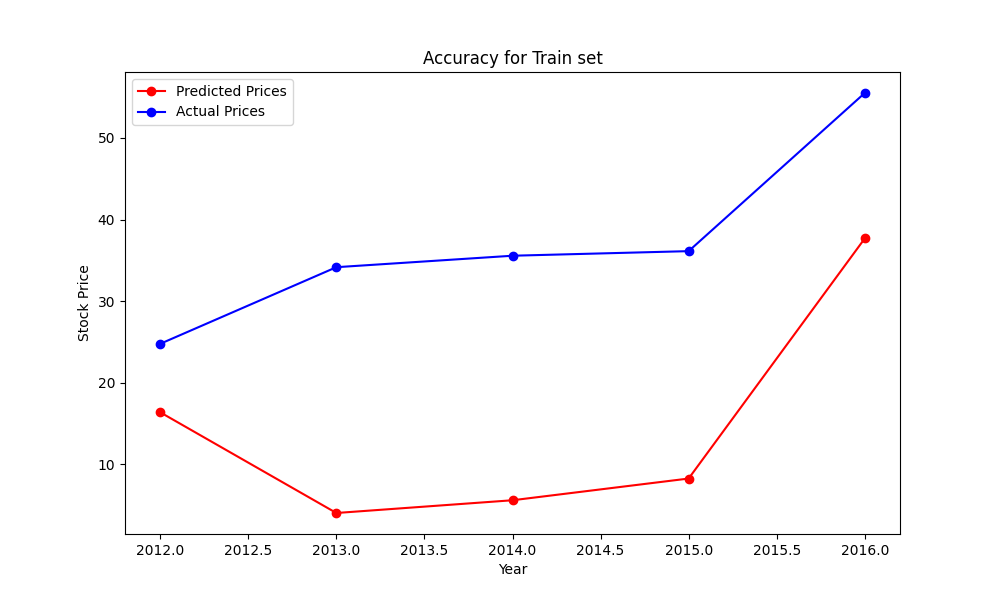 Accuracy for Train set
Predicted Prices
Actual Prices
50
40
30
20
10
Stock Price
2012.0 2012.5 2013.0 2013.5 2014.0 2014.5 2015.0 2015.5 2016.0
Year